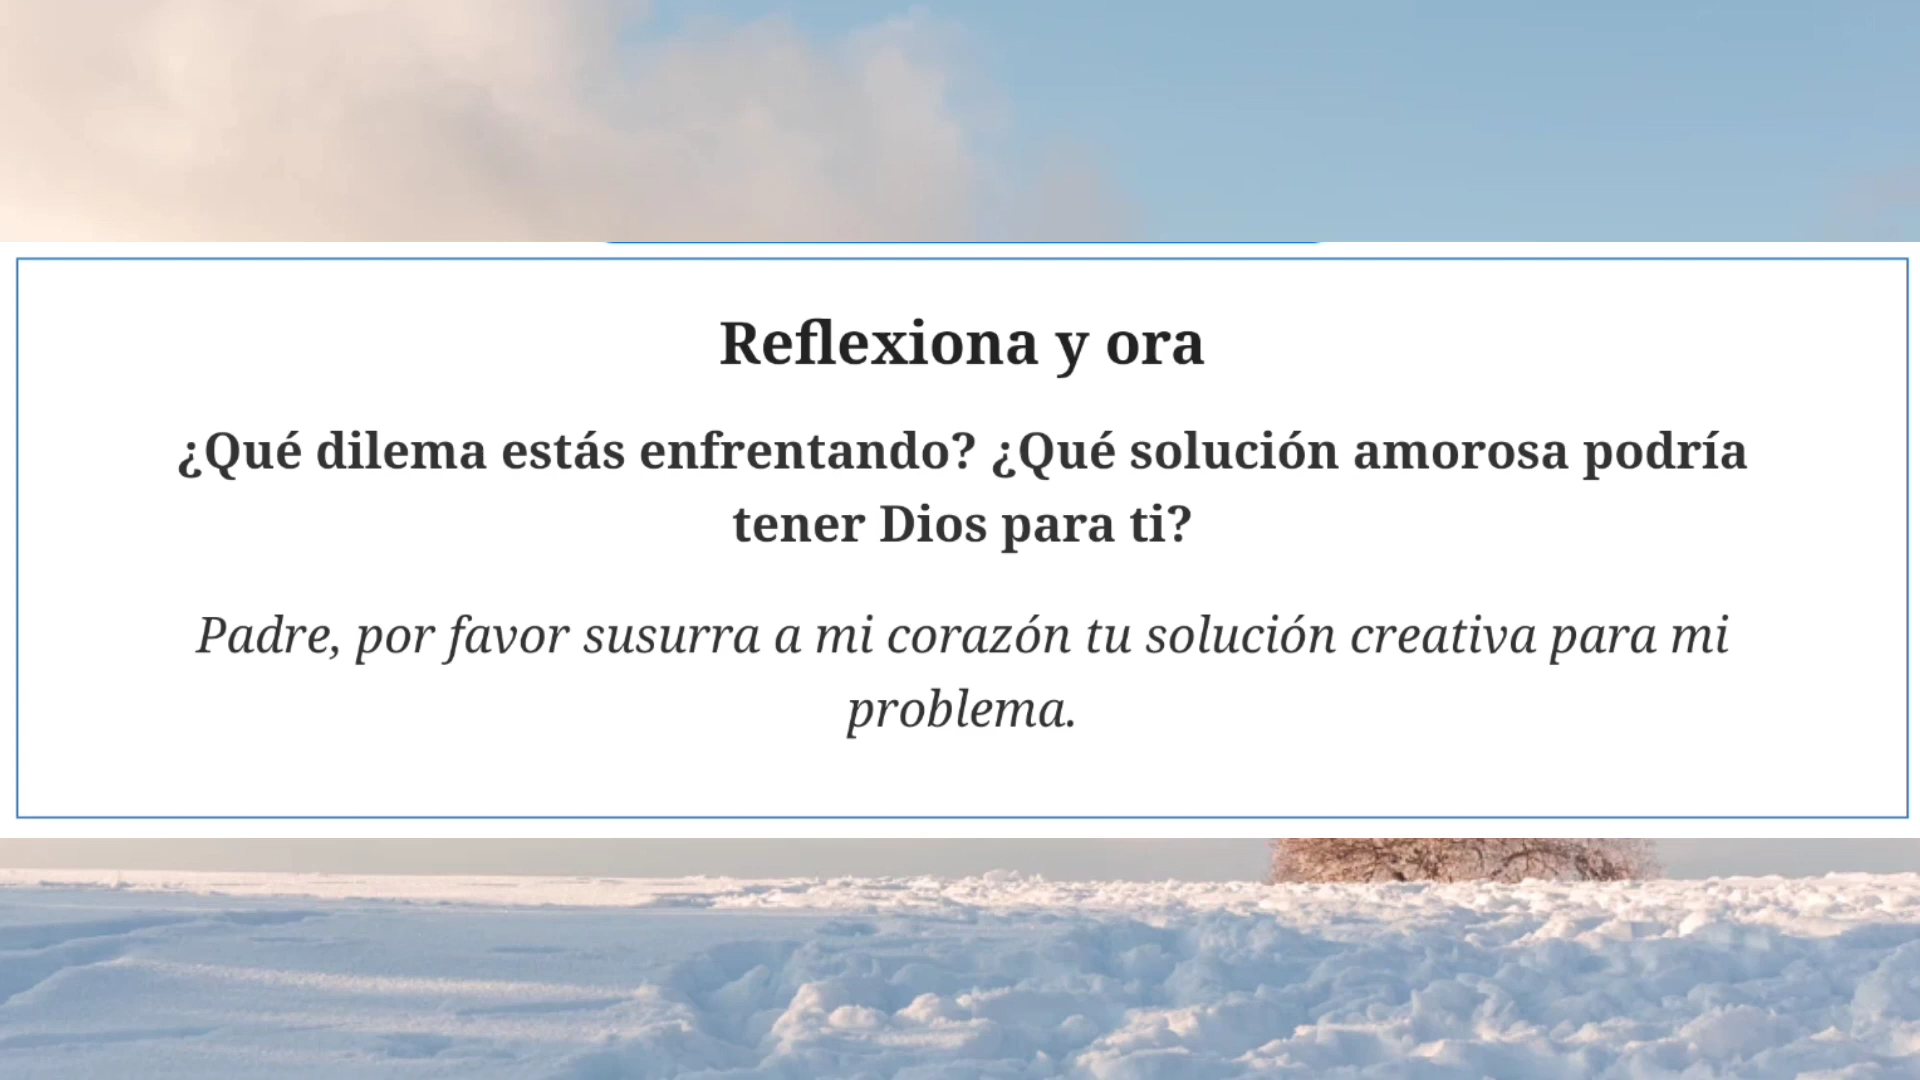 Reflexiona y ora
¿Qué dilema estás enfrentando? ¿Qué solución amorosa podría
tener Dios para ti?
Padre, por favor susurra a mi corazón tu solución creativa para mi
problema.